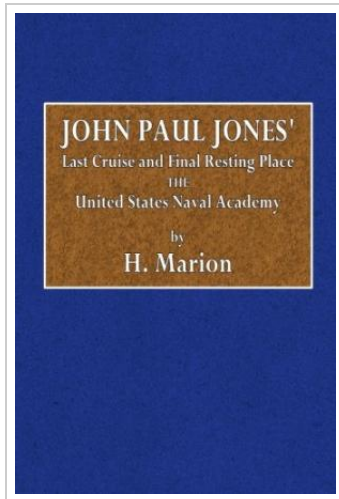 JOHN PAUL JONES'
Last Cruise and Final Resting Place
THE
United States Naval Academy
by
H. Marion